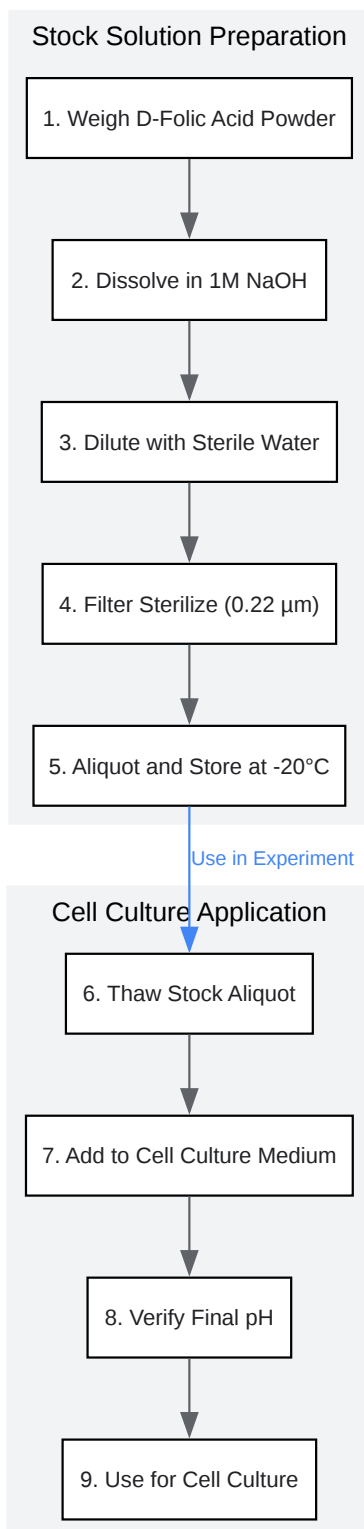 Stock Solution Preparation
1. Weigh D-Folic Acid Powder
2. Dissolve in 1M NaOH
3. Dilute with Sterile Water
4. Filter Sterilize (0.22 µm)
5. Aliquot and Store at -20°C
Use in Experiment
Cell Culture Application
6. Thaw Stock Aliquot
7. Add to Cell Culture Medium
8. Verify Final pH
9. Use for Cell Culture